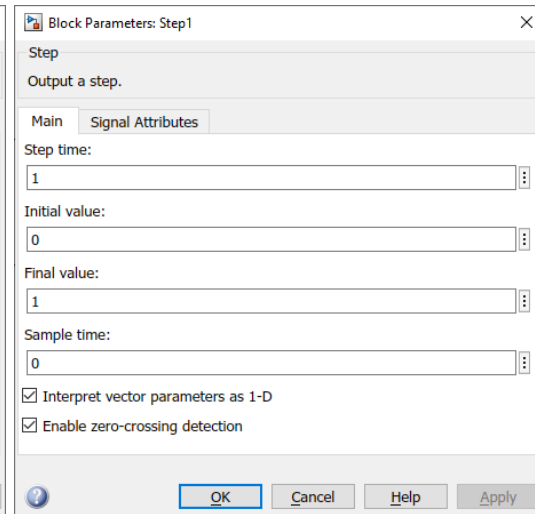 Block Parameters: Step1
Step
Output a step.
Main Signal Attributes
Step time:
1
Initial value:
0
Final value:
1
Sample time:
0
Interpret vector parameters as 1-D
Enable zero-crossing detection
OK Cancel Help Apply